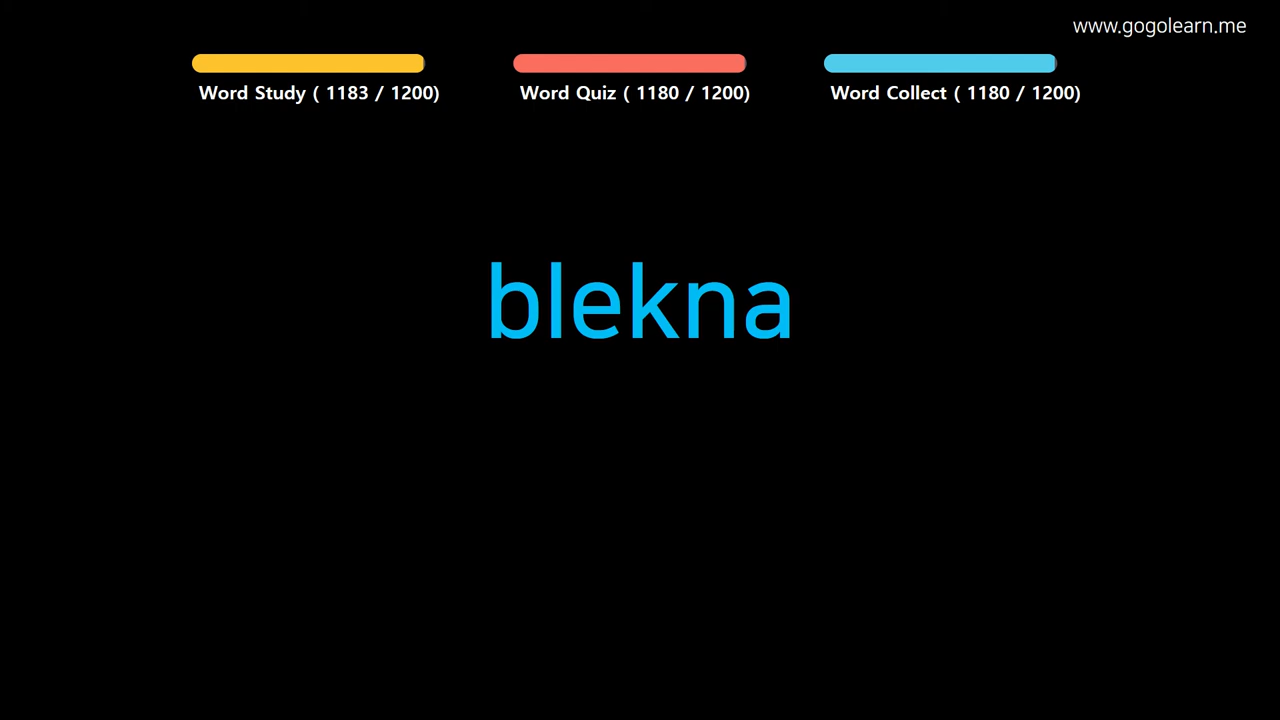 www.gogolearn.me
Word Study ( 1183 / 1200)
Word Quiz ( 1180 / 1200)
Word Collect ( 1180 / 1200)
blekna